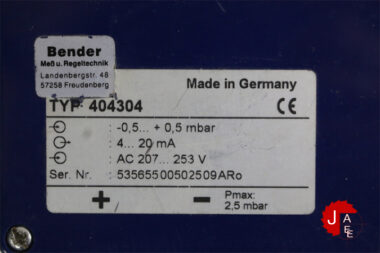 Bender
Meß u. Regeltechnik
Landenbergstr. 48
57258 Freudenberg
Made in Germany
TYP 404304
CE
: -0,5... + 0,5 mbar
: 4... 20 mA
: AC 207... 253 V
Ser. Nr. : 53565500502509ARo
+ − Pmax:
2,5 mbar
JAEE